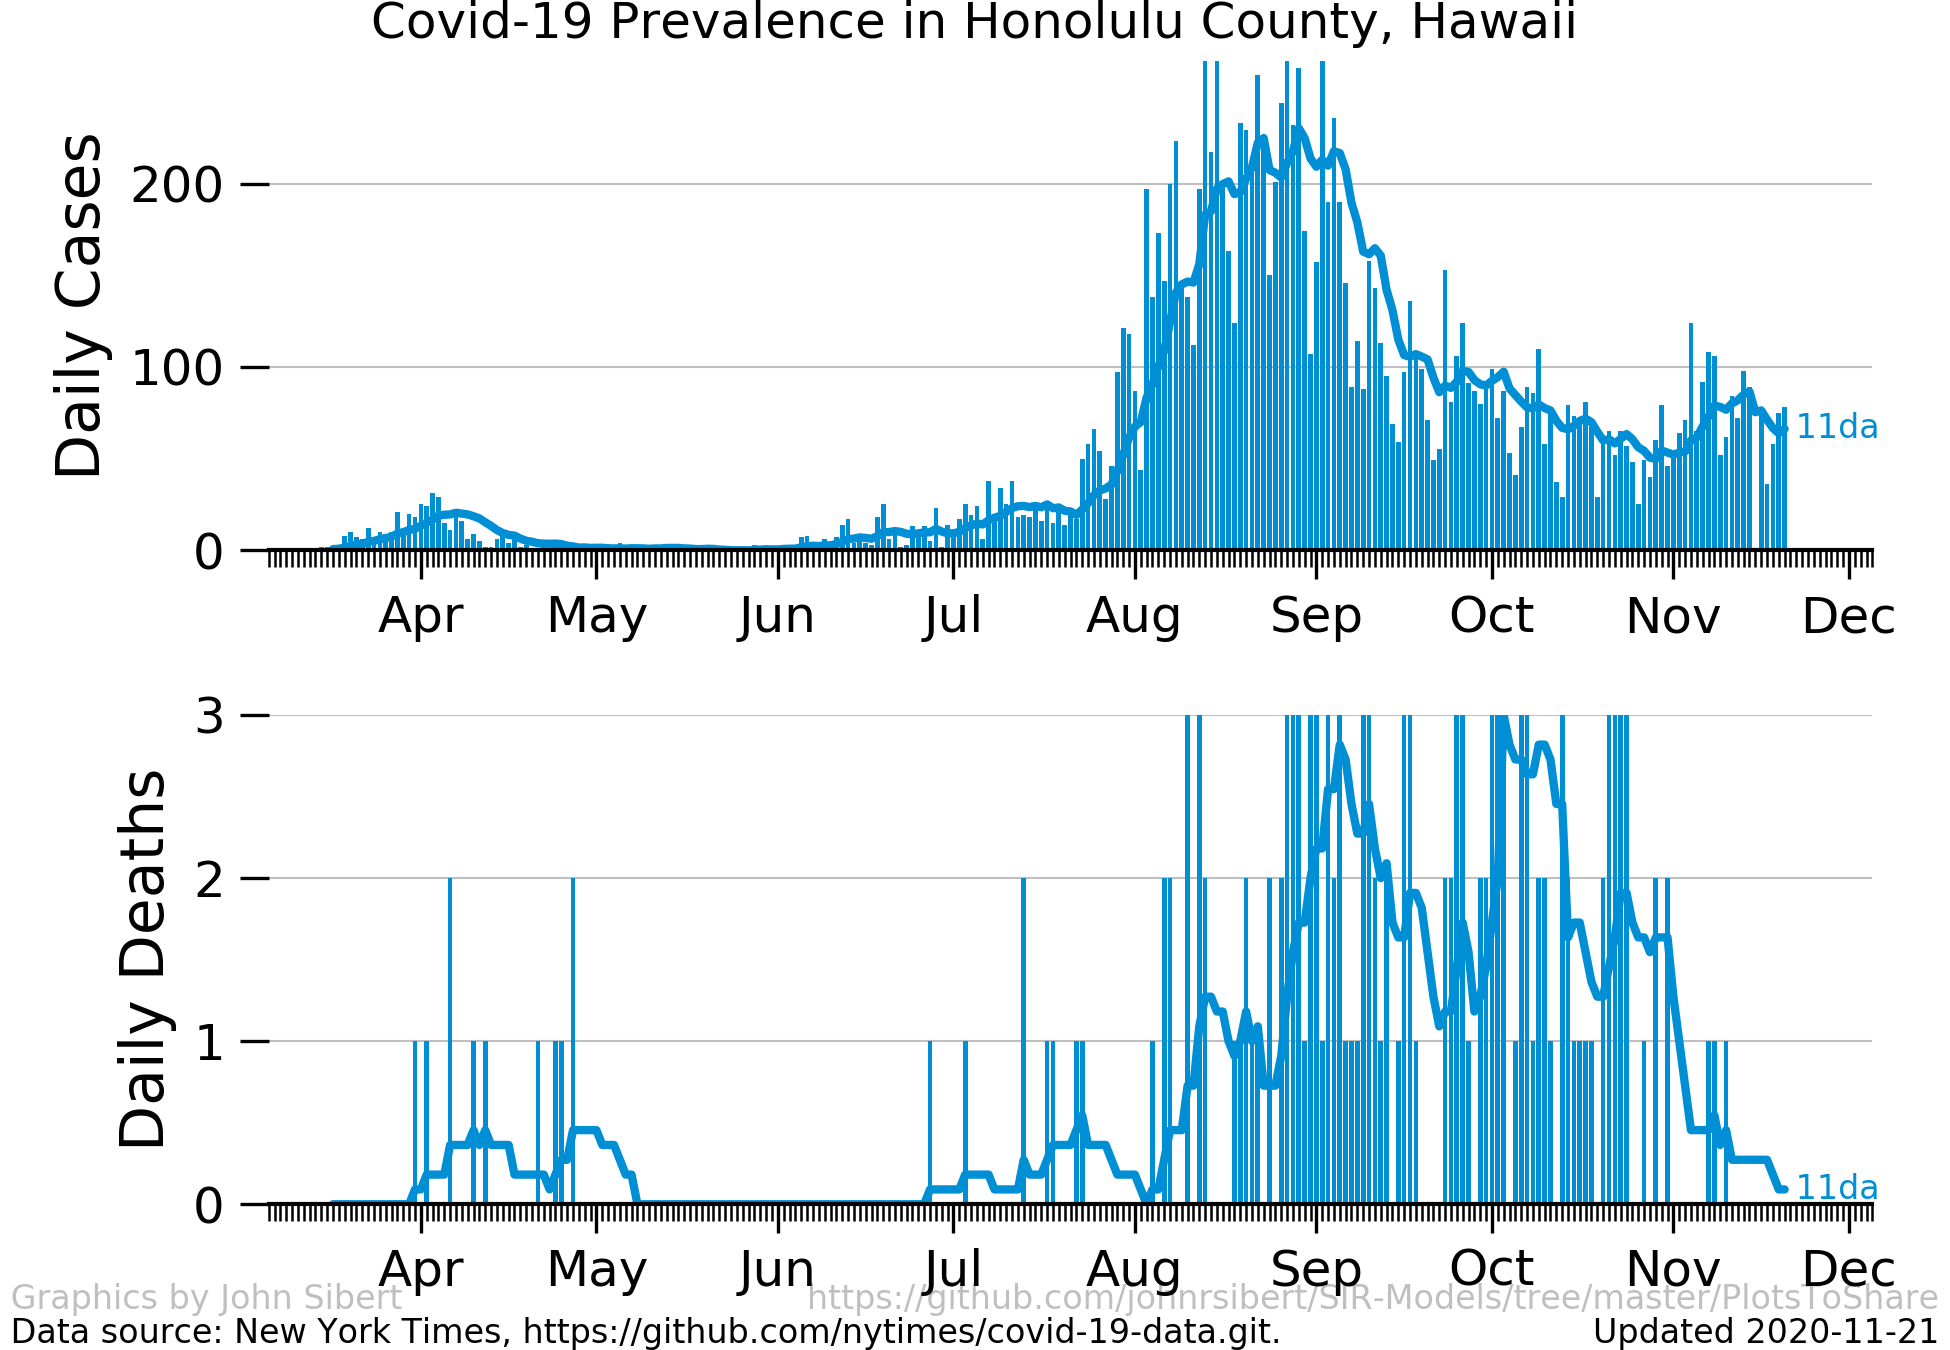 Covid-19 Prevalence in Honolulu County, Hawaii
Daily Cases
200
100
0
11da
Apr May Jun Jul Aug Sep Oct Nov Dec
Daily Deaths
3
2
1
0
11da
Apr May Jun Jul Aug Sep Oct Nov Dec
Graphics by John Sibert https://github.com/johnrsibert/SIR-Models/tree/master/PlotsToShare
Data source: New York Times, https://github.com/nytimes/covid-19-data.git. Updated 2020-11-21